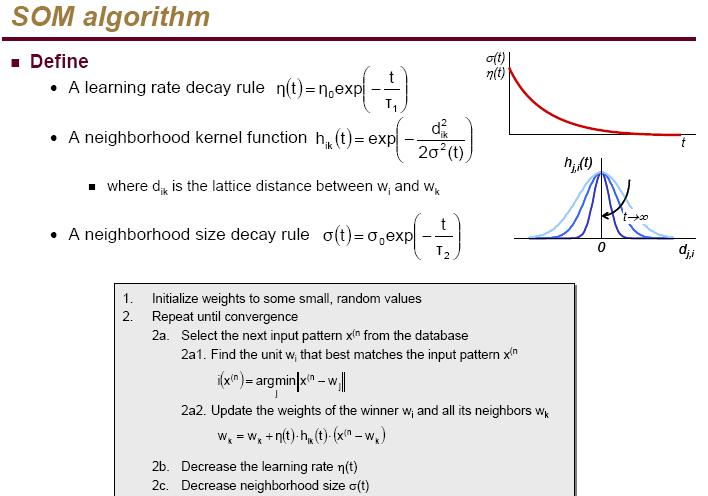 SOM algorithm
Define
• A learning rate decay rule η(t) = η₀exp(−t/τ₁)
σ(t)
η(t)
t
• A neighborhood kernel function hᵢₖ(t) = exp(−d²ᵢₖ/2σ²(t))
where dᵢₖ is the lattice distance between wᵢ and wₖ
hⱼ,ᵢ(t)
t→∞
0
dⱼ,ᵢ
• A neighborhood size decay rule σ(t) = σ₀exp(−t/τ₂)
1. Initialize weights to some small, random values
2. Repeat until convergence
2a. Select the next input pattern x⁽ⁿ from the database
2a1. Find the unit wᵢ that best matches the input pattern x⁽ⁿ
i(x⁽ⁿ) = argmin‖x⁽ⁿ − wⱼ‖
j
2a2. Update the weights of the winner wᵢ and all its neighbors wₖ
wₖ = wₖ + η(t)·hᵢₖ(t)·(x⁽ⁿ − wₖ)
2b. Decrease the learning rate η(t)
2c. Decrease neighborhood size σ(t)